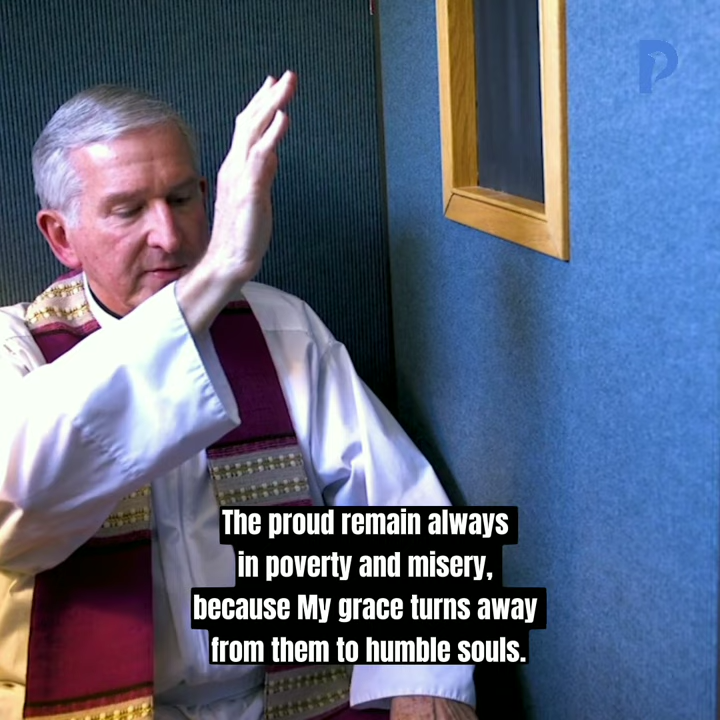 P
The proud remain always
in poverty and misery,
because My grace turns away
from them to humble souls.